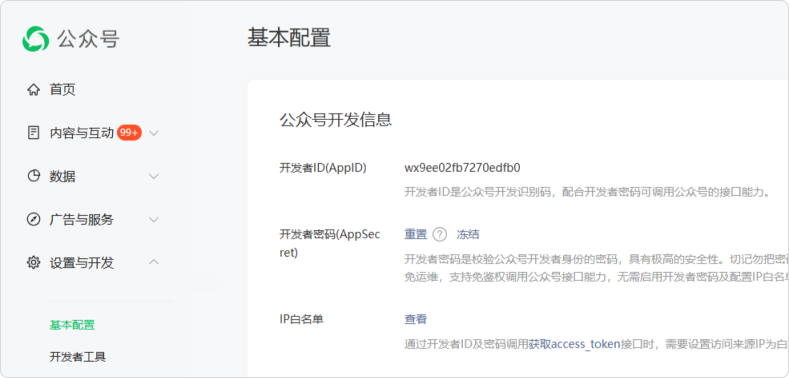 公众号
基本配置
首页
公众号开发信息
内容与互动 99+
开发者ID(AppID) wx9ee02fb7270edfb0
数据
开发者ID是公众号开发识别码，配合开发者密码可调用公众号的接口能力。
广告与服务
开发者密码(AppSec
ret)
重置 ? 冻结
设置与开发
开发者密码是校验公众号开发者身份的密码，具有极高的安全性。切记勿把密
免运维，支持免鉴权调用公众号接口能力，无需启用开发者密码及配置IP白名单
IP白名单 查看
基本配置
通过开发者ID及密码调用获取access_token接口时，需要设置访问来源IP为白
开发者工具